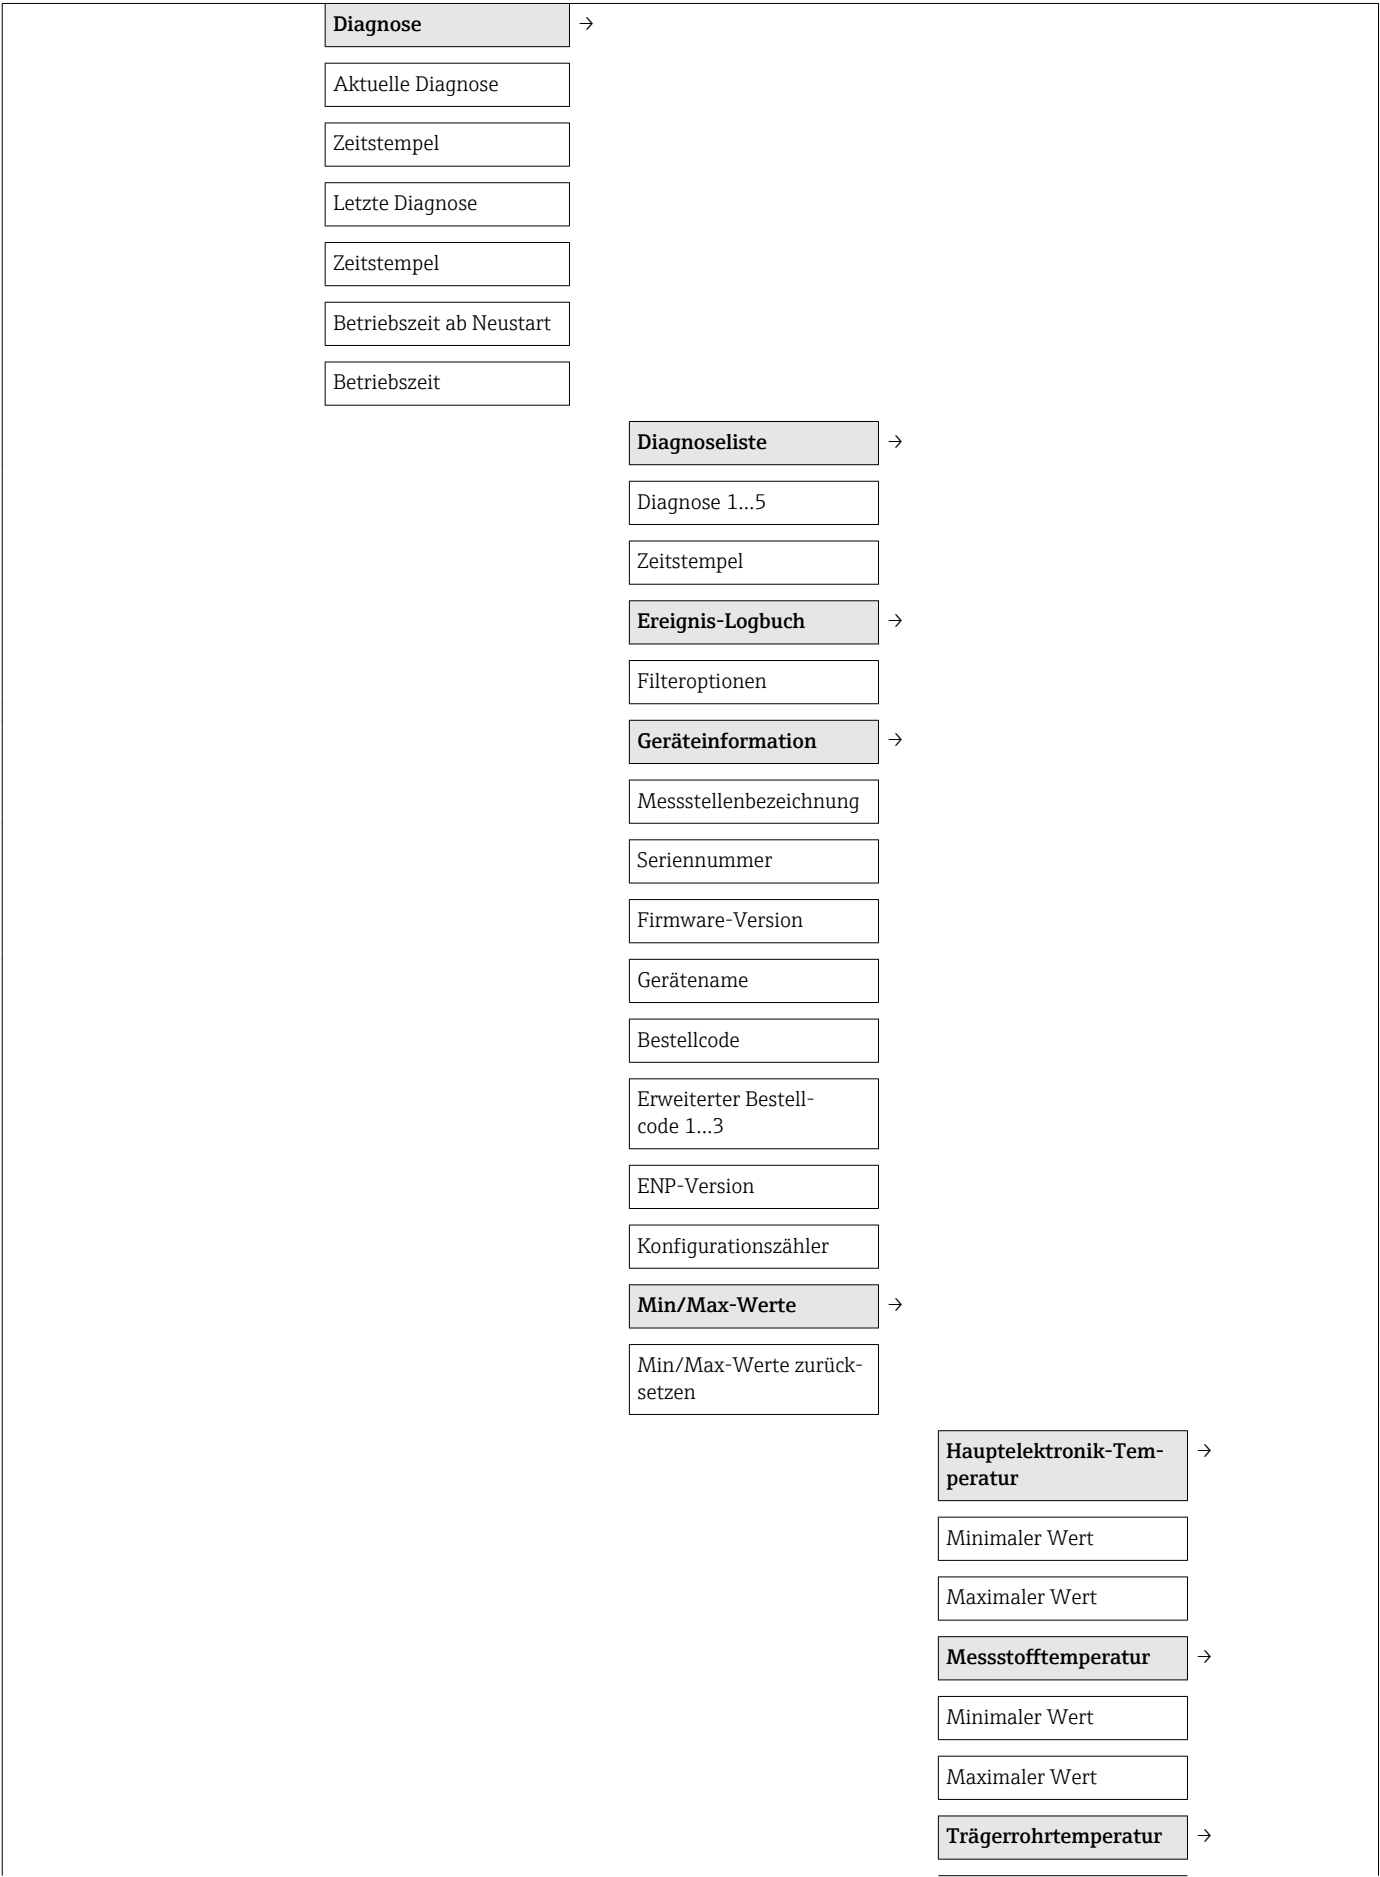 Diagnose →
Aktuelle Diagnose
Zeitstempel
Letzte Diagnose
Zeitstempel
Betriebszeit ab Neustart
Betriebszeit
Diagnoseliste →
Diagnose 1...5
Zeitstempel
Ereignis-Logbuch →
Filteroptionen
Geräteinformation →
Messstellenbezeichnung
Seriennummer
Firmware-Version
Gerätename
Bestellcode
Erweiterter Bestell-
code 1...3
ENP-Version
Konfigurationszähler
Min/Max-Werte →
Min/Max-Werte zurück-
setzen
Hauptelektronik-Tem- →
peratur
Minimaler Wert
Maximaler Wert
Messstofftemperatur →
Minimaler Wert
Maximaler Wert
Trägerrohrtemperatur →